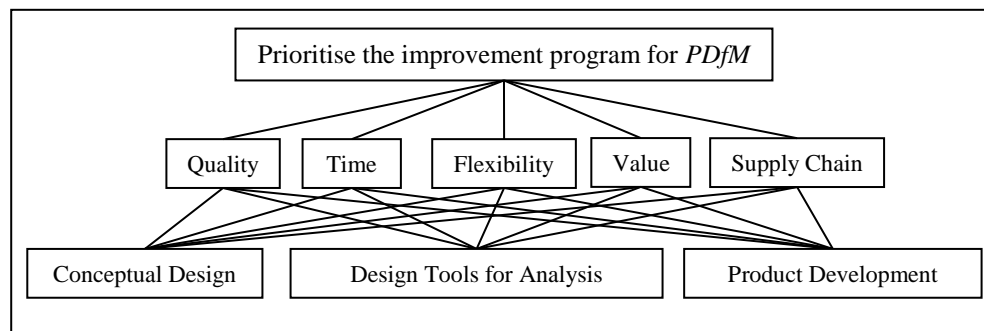 Prioritise the improvement program for PDfM
Quality
Time
Flexibility
Value
Supply Chain
Conceptual Design
Design Tools for Analysis
Product Development